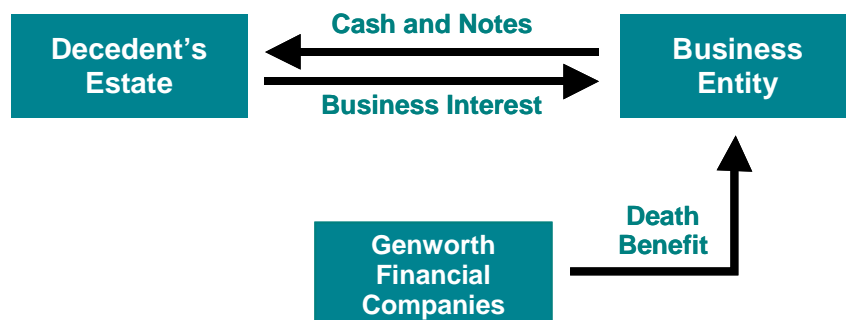 Cash and Notes
Decedent's
Estate
Business
Entity
Business Interest
Death
Benefit
Genworth
Financial
Companies